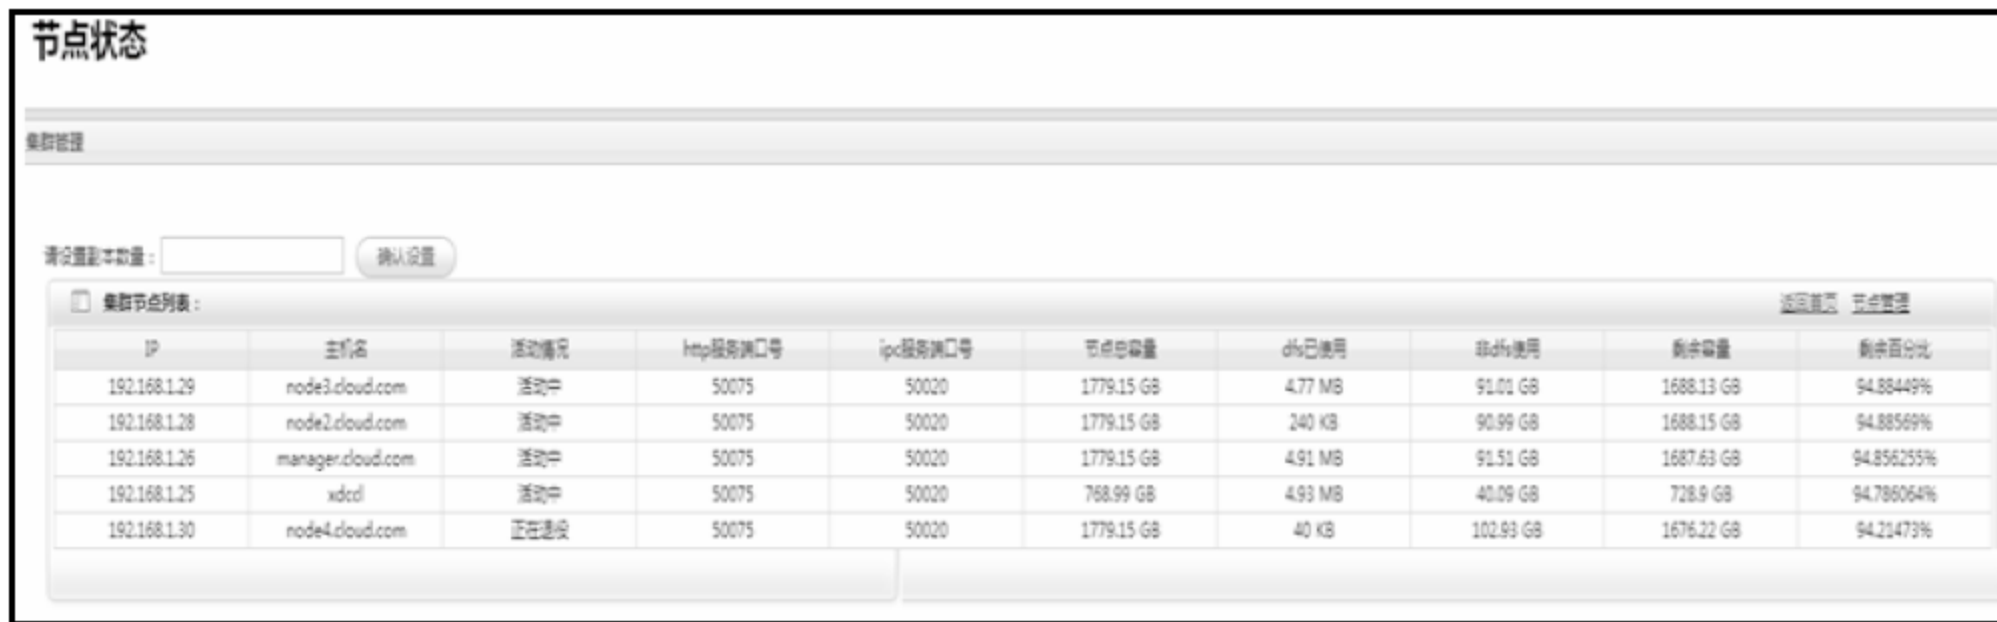 节点状态
集群管理
请设置副本数量：  确认设置
集群节点列表：  返回首页  节点管理
IP  主机名  活动情况  http服务端口号  ipc服务端口号  节点总容量  dfs已使用  非dfs使用  剩余容量  剩余百分比
192.168.1.29  node3.cloud.com  活动中  50075  50020  1779.15 GB  4.77 MB  91.01 GB  1688.13 GB  94.88449%
192.168.1.28  node2.cloud.com  活动中  50075  50020  1779.15 GB  240 KB  90.99 GB  1688.15 GB  94.88569%
192.168.1.26  manager.cloud.com  活动中  50075  50020  1779.15 GB  4.91 MB  91.51 GB  1687.63 GB  94.856255%
192.168.1.25  xdccl  活动中  50075  50020  768.99 GB  4.93 MB  40.09 GB  728.9 GB  94.786064%
192.168.1.30  node4.cloud.com  正在退役  50075  50020  1779.15 GB  40 KB  102.93 GB  1676.22 GB  94.21473%